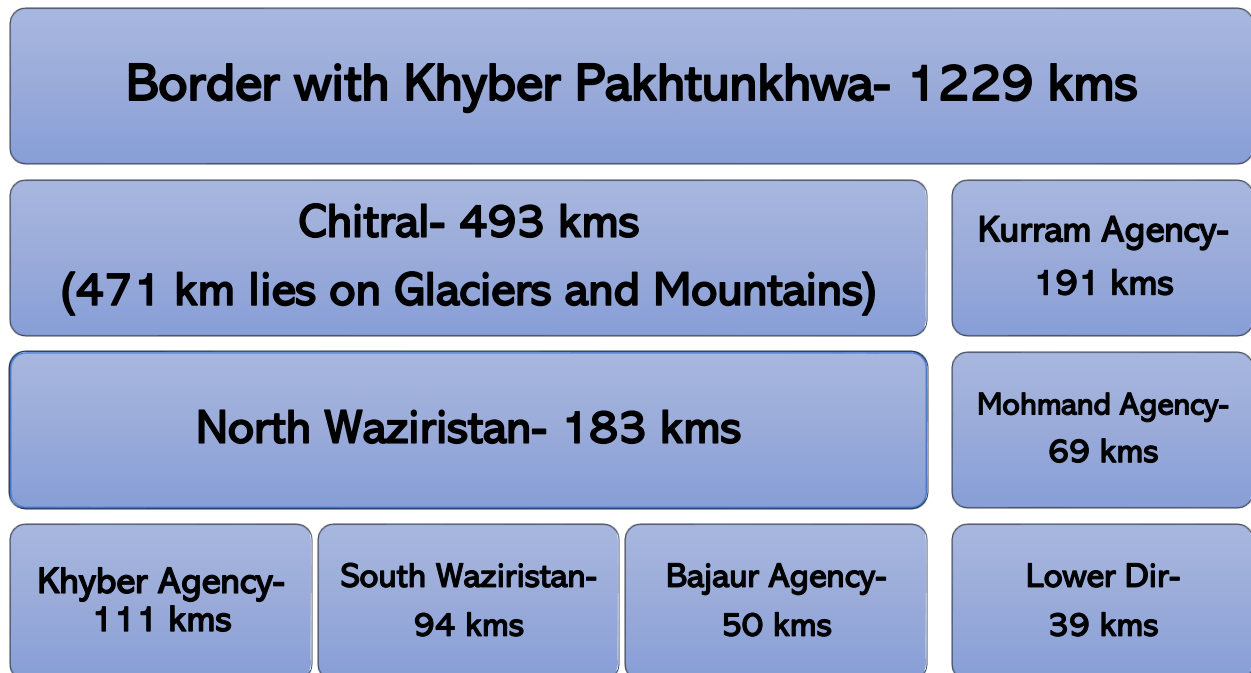 Border with Khyber Pakhtunkhwa- 1229 kms
Chitral- 493 kms
(471 km lies on Glaciers and Mountains)
Kurram Agency-
191 kms
North Waziristan- 183 kms
Mohmand Agency-
69 kms
Khyber Agency-
111 kms
South Waziristan-
94 kms
Bajaur Agency-
50 kms
Lower Dir-
39 kms